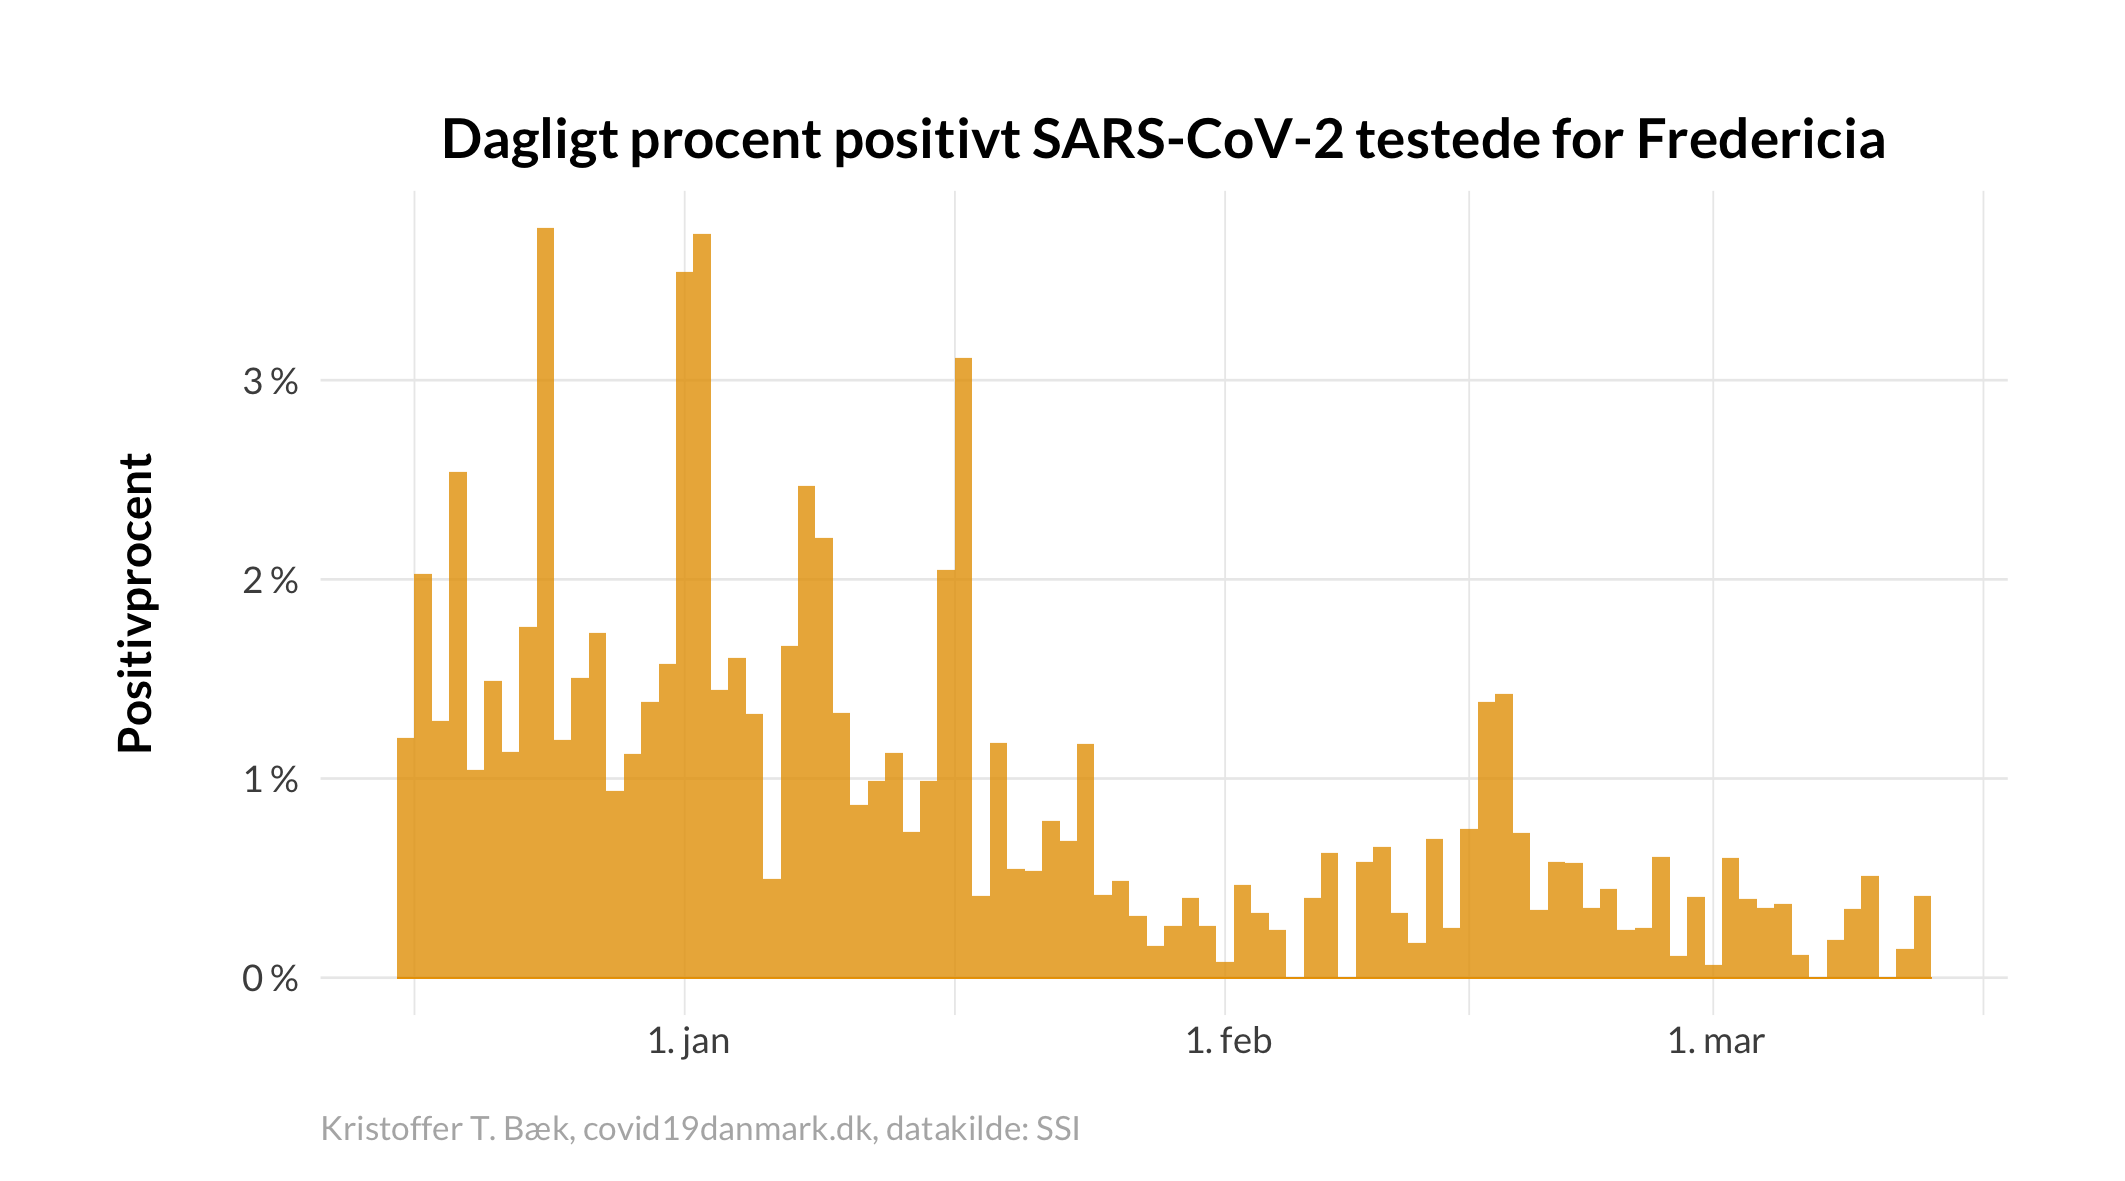 Dagligt procent positivt SARS-CoV-2 testede for Fredericia
Positivprocent
3 %
2 %
1 %
0 %
1. jan
1. feb
1. mar
Kristoffer T. Bæk, covid19danmark.dk, datakilde: SSI